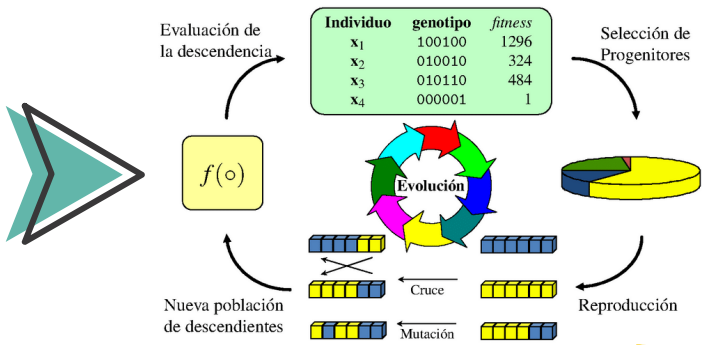 Evaluación de
la descendencia
Individuo genotipo fitness
x1 100100 1296
x2 010010 324
x3 010110 484
x4 000001 1
Selección de
Progenitores
f(∘)
Evolución
Cruce
Mutación
Nueva población
de descendientes
Reproducción